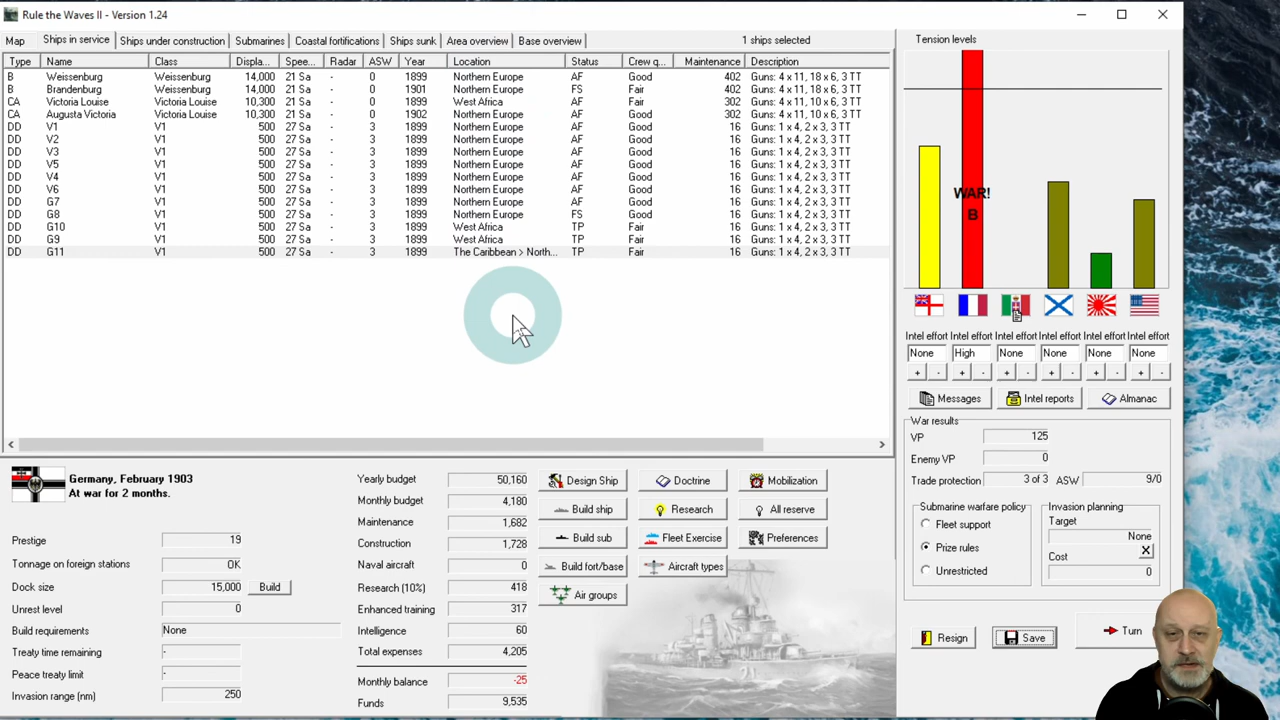 Rule the Waves II - Version 1.24
Map Ships in service Ships under construction Submarines Coastal fortifications Ships sunk Area overview Base overview 1 ships selected
Type Name Class Displa... Spee... Radar ASW Year Location Status Crew q... Maintenance Description
B Weissenburg Weissenburg 14,000 21 Sa - 0 1899 Northern Europe AF Good 402 Guns: 4 x 11, 18 x 6, 3 TT
B Brandenburg Weissenburg 14,000 21 Sa - 0 1901 Northern Europe FS Fair 402 Guns: 4 x 11, 18 x 6, 3 TT
CA Victoria Louise Victoria Louise 10,300 21 Sa - 0 1899 West Africa AF Fair 302 Guns: 4 x 11, 10 x 6, 3 TT
CA Augusta Victoria Victoria Louise 10,300 21 Sa - 0 1902 Northern Europe AF Fair 302 Guns: 4 x 11, 10 x 6, 3 TT
DD V1 V1 500 27 Sa - 3 1899 Northern Europe AF Good 16 Guns: 1 x 4, 2 x 3, 3 TT
DD V2 V1 500 27 Sa - 3 1899 Northern Europe AF Good 16 Guns: 1 x 4, 2 x 3, 3 TT
DD V3 V1 500 27 Sa - 3 1899 Northern Europe AF Good 16 Guns: 1 x 4, 2 x 3, 3 TT
DD V5 V1 500 27 Sa - 3 1899 Northern Europe AF Good 16 Guns: 1 x 4, 2 x 3, 3 TT
DD V4 V1 500 27 Sa - 3 1899 Northern Europe AF Good 16 Guns: 1 x 4, 2 x 3, 3 TT
DD V6 V1 500 27 Sa - 3 1899 Northern Europe AF Good 16 Guns: 1 x 4, 2 x 3, 3 TT
DD G7 V1 500 27 Sa - 3 1899 Northern Europe AF Good 16 Guns: 1 x 4, 2 x 3, 3 TT
DD G8 V1 500 27 Sa - 3 1899 Northern Europe FS Good 16 Guns: 1 x 4, 2 x 3, 3 TT
DD G10 V1 500 27 Sa - 3 1899 West Africa TP Fair 16 Guns: 1 x 4, 2 x 3, 3 TT
DD G9 V1 500 27 Sa - 3 1899 West Africa TP Fair 16 Guns: 1 x 4, 2 x 3, 3 TT
DD G11 V1 500 27 Sa - 3 1899 The Caribbean > North... TP Fair 16 Guns: 1 x 4, 2 x 3, 3 TT
Tension levels
WAR!
B
Intel effort Intel effort Intel effort Intel effort Intel effort Intel effort
None High None None None None
+ - + - + - + - + - + -
Messages Intel reports Almanac
War results
VP 125
Enemy VP 0
Trade protection 3 of 3 ASW 9/0
Submarine warfare policy
Fleet support
Prize rules
Unrestricted
Invasion planning
Target
None
Cost X
0
Resign Save Turn
Germany, February 1903
At war for 2 months.
Prestige 19
Tonnage on foreign stations OK
Dock size 15,000 Build
Unrest level 0
Build requirements None
Treaty time remaining -
Peace treaty limit -
Invasion range (nm) 250
Yearly budget 50,160
Monthly budget 4,180
Maintenance 1,682
Construction 1,728
Naval aircraft 0
Research (10%) 418
Enhanced training 317
Intelligence 60
Total expenses 4,205
Monthly balance -25
Funds 9,535
Design Ship Doctrine Mobilization
Build ship Research All reserve
Build sub Fleet Exercise Preferences
Build fort/base Aircraft types
Air groups